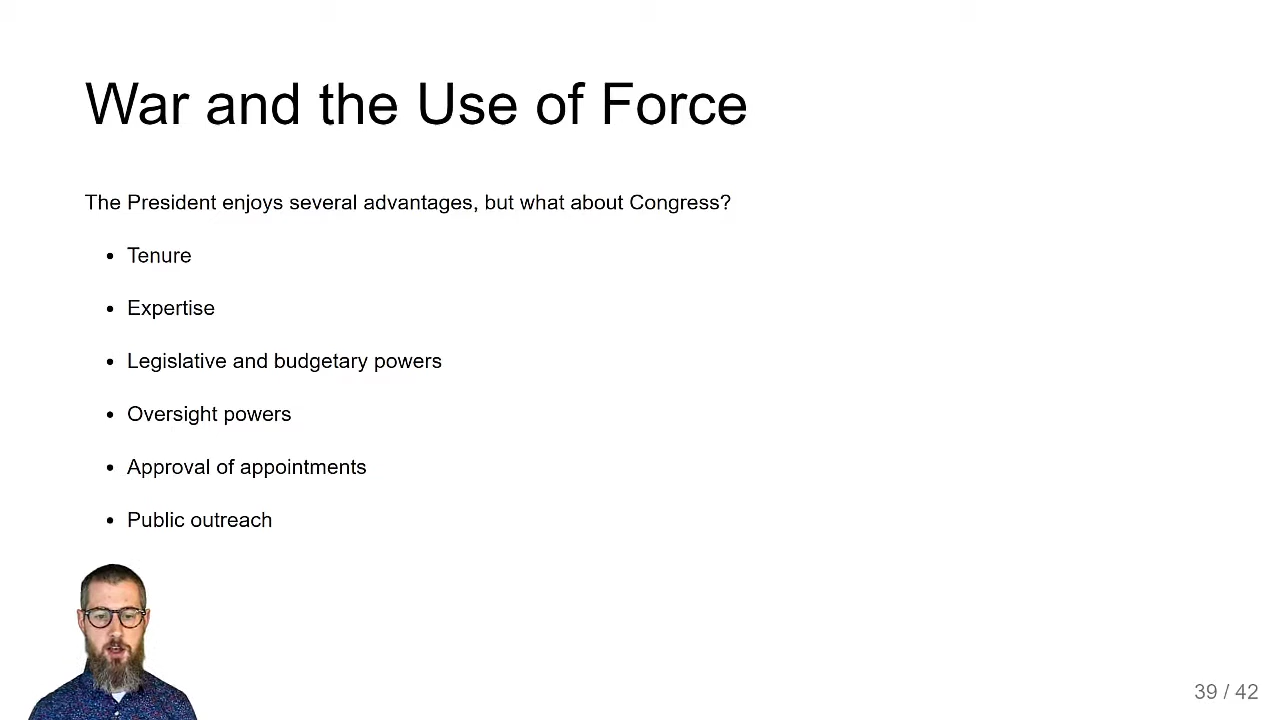 War and the Use of Force
The President enjoys several advantages, but what about Congress?
• Tenure
• Expertise
• Legislative and budgetary powers
• Oversight powers
• Approval of appointments
• Public outreach
39 / 42